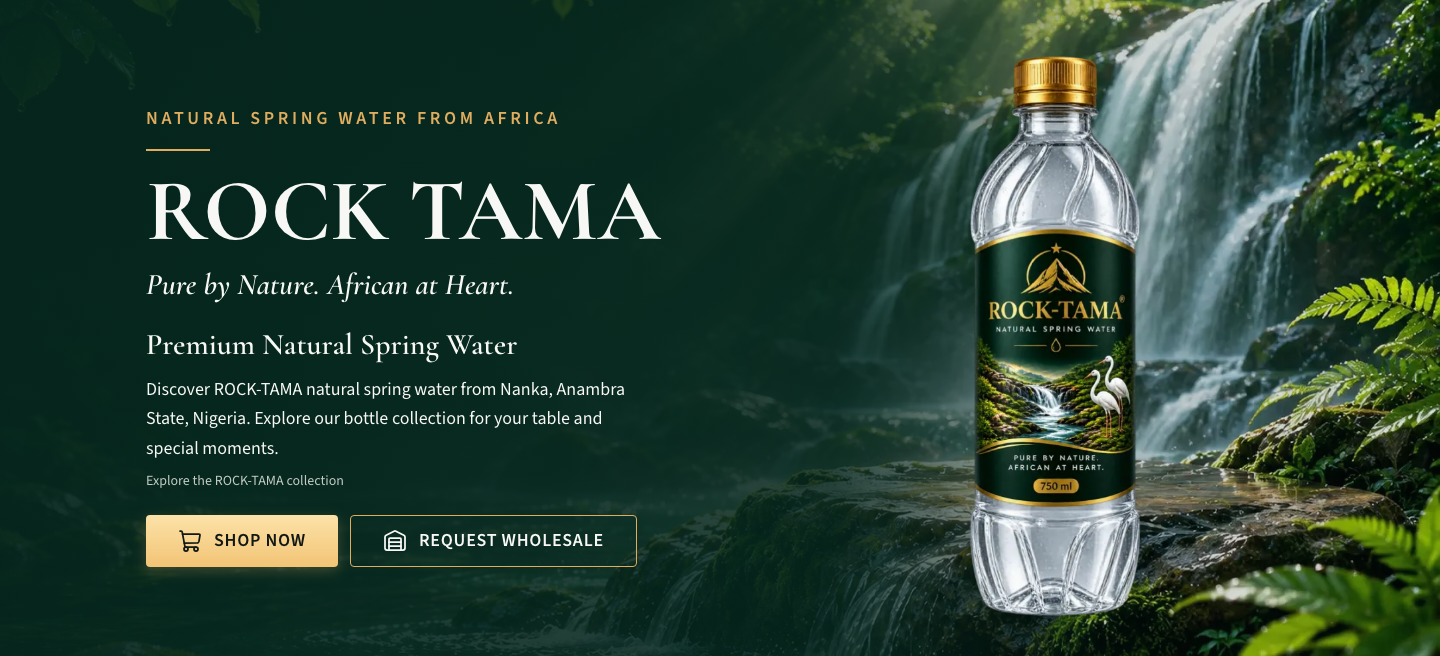 NATURAL SPRING WATER FROM AFRICA
ROCK TAMA
Pure by Nature. African at Heart.
Premium Natural Spring Water
Discover ROCK-TAMA natural spring water from Nanka, Anambra
State, Nigeria. Explore our bottle collection for your table and
special moments.
Explore the ROCK-TAMA collection
SHOP NOW
REQUEST WHOLESALE
ROCK-TAMA®
NATURAL SPRING WATER
PURE BY NATURE.
AFRICAN AT HEART.
750 ml